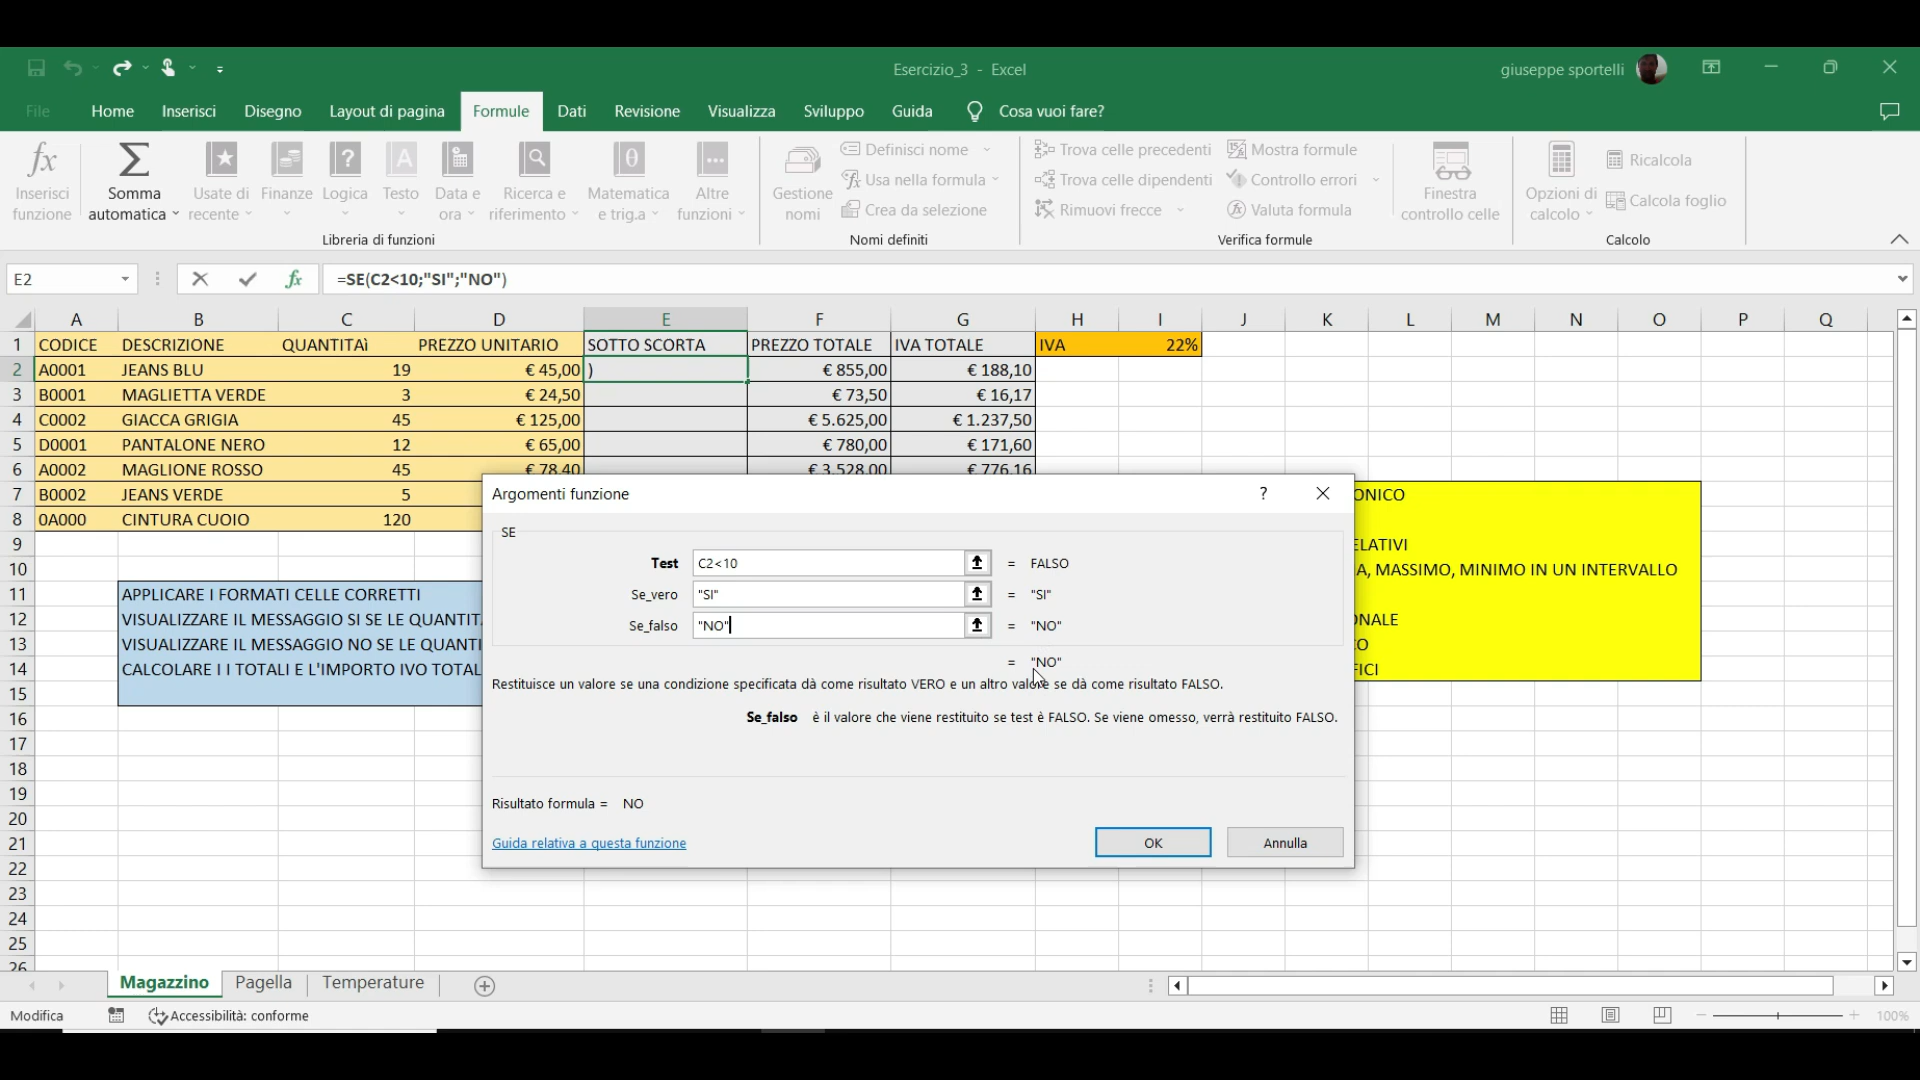 Esercizio_3 - Excel
giuseppe sportelli
File Home Inserisci Disegno Layout di pagina Formule Dati Revisione Visualizza Sviluppo Guida Cosa vuoi fare?
Inserisci funzione
Somma automatica
Usate di recente
Finanze
Logica
Testo
Data e ora
Ricerca e riferimento
Matematica e trig.a
Altre funzioni
Libreria di funzioni
Gestione nomi
Definisci nome
Usa nella formula
Crea da selezione
Nomi definiti
Trova celle precedenti
Trova celle dipendenti
Rimuovi frecce
Mostra formule
Controllo errori
Valuta formula
Finestra controllo celle
Verifica formule
Opzioni di calcolo
Ricalcola
Calcola foglio
Calcolo
E2 fx =SE(C2<10;"SI";"NO")
A B C D E F G H I J K L M N O P Q
1 CODICE DESCRIZIONE QUANTITAì PREZZO UNITARIO SOTTO SCORTA PREZZO TOTALE IVA TOTALE IVA 22%
2 A0001 JEANS BLU 19 € 45,00 ) € 855,00 € 188,10
3 B0001 MAGLIETTA VERDE 3 € 24,50 € 73,50 € 16,17
4 C0002 GIACCA GRIGIA 45 € 125,00 € 5.625,00 € 1.237,50
5 D0001 PANTALONE NERO 12 € 65,00 € 780,00 € 171,60
6 A0002 MAGLIONE ROSSO 45 € 78,40 € 3.528,00 € 776,16
7 B0002 JEANS VERDE 5
8 0A000 CINTURA CUOIO 120
9
10
11 APPLICARE I FORMATI CELLE CORRETTI
12 VISUALIZZARE IL MESSAGGIO SI SE LE QUANTIT
13 VISUALIZZARE IL MESSAGGIO NO SE LE QUANTI
14 CALCOLARE I I TOTALI E L'IMPORTO IVO TOTAL
15
16
17
18
19
20
21
22
23
24
25
26
ONICO
ELATIVI
A, MASSIMO, MINIMO IN UN INTERVALLO
ONALE
CO
FICI
Argomenti funzione ?
SE
Test C2<10 = FALSO
Se_vero "SI" = "SI"
Se_falso "NO" = "NO"
= "NO"
Restituisce un valore se una condizione specificata dà come risultato VERO e un altro valore se dà come risultato FALSO.
Se_falso è il valore che viene restituito se test è FALSO. Se viene omesso, verrà restituito FALSO.
Risultato formula = NO
Guida relativa a questa funzione
OK Annulla
Magazzino Pagella Temperature
Modifica Accessibilità: conforme 100%